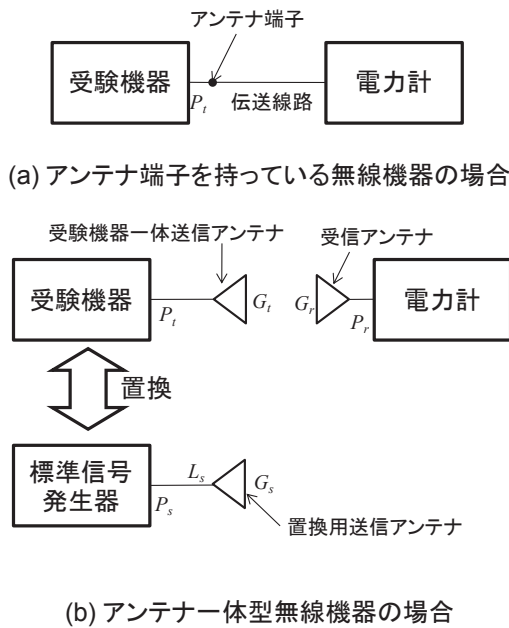 アンテナ端子
受験機器
P_t
伝送線路
電力計
(a) アンテナ端子を持っている無線機器の場合
受験機器一体送信アンテナ
受信アンテナ
受験機器
P_t
G_t
G_r
P_r
電力計
置換
標準信号
発生器
P_s
L_s
G_s
置換用送信アンテナ
(b) アンテナ一体型無線機器の場合